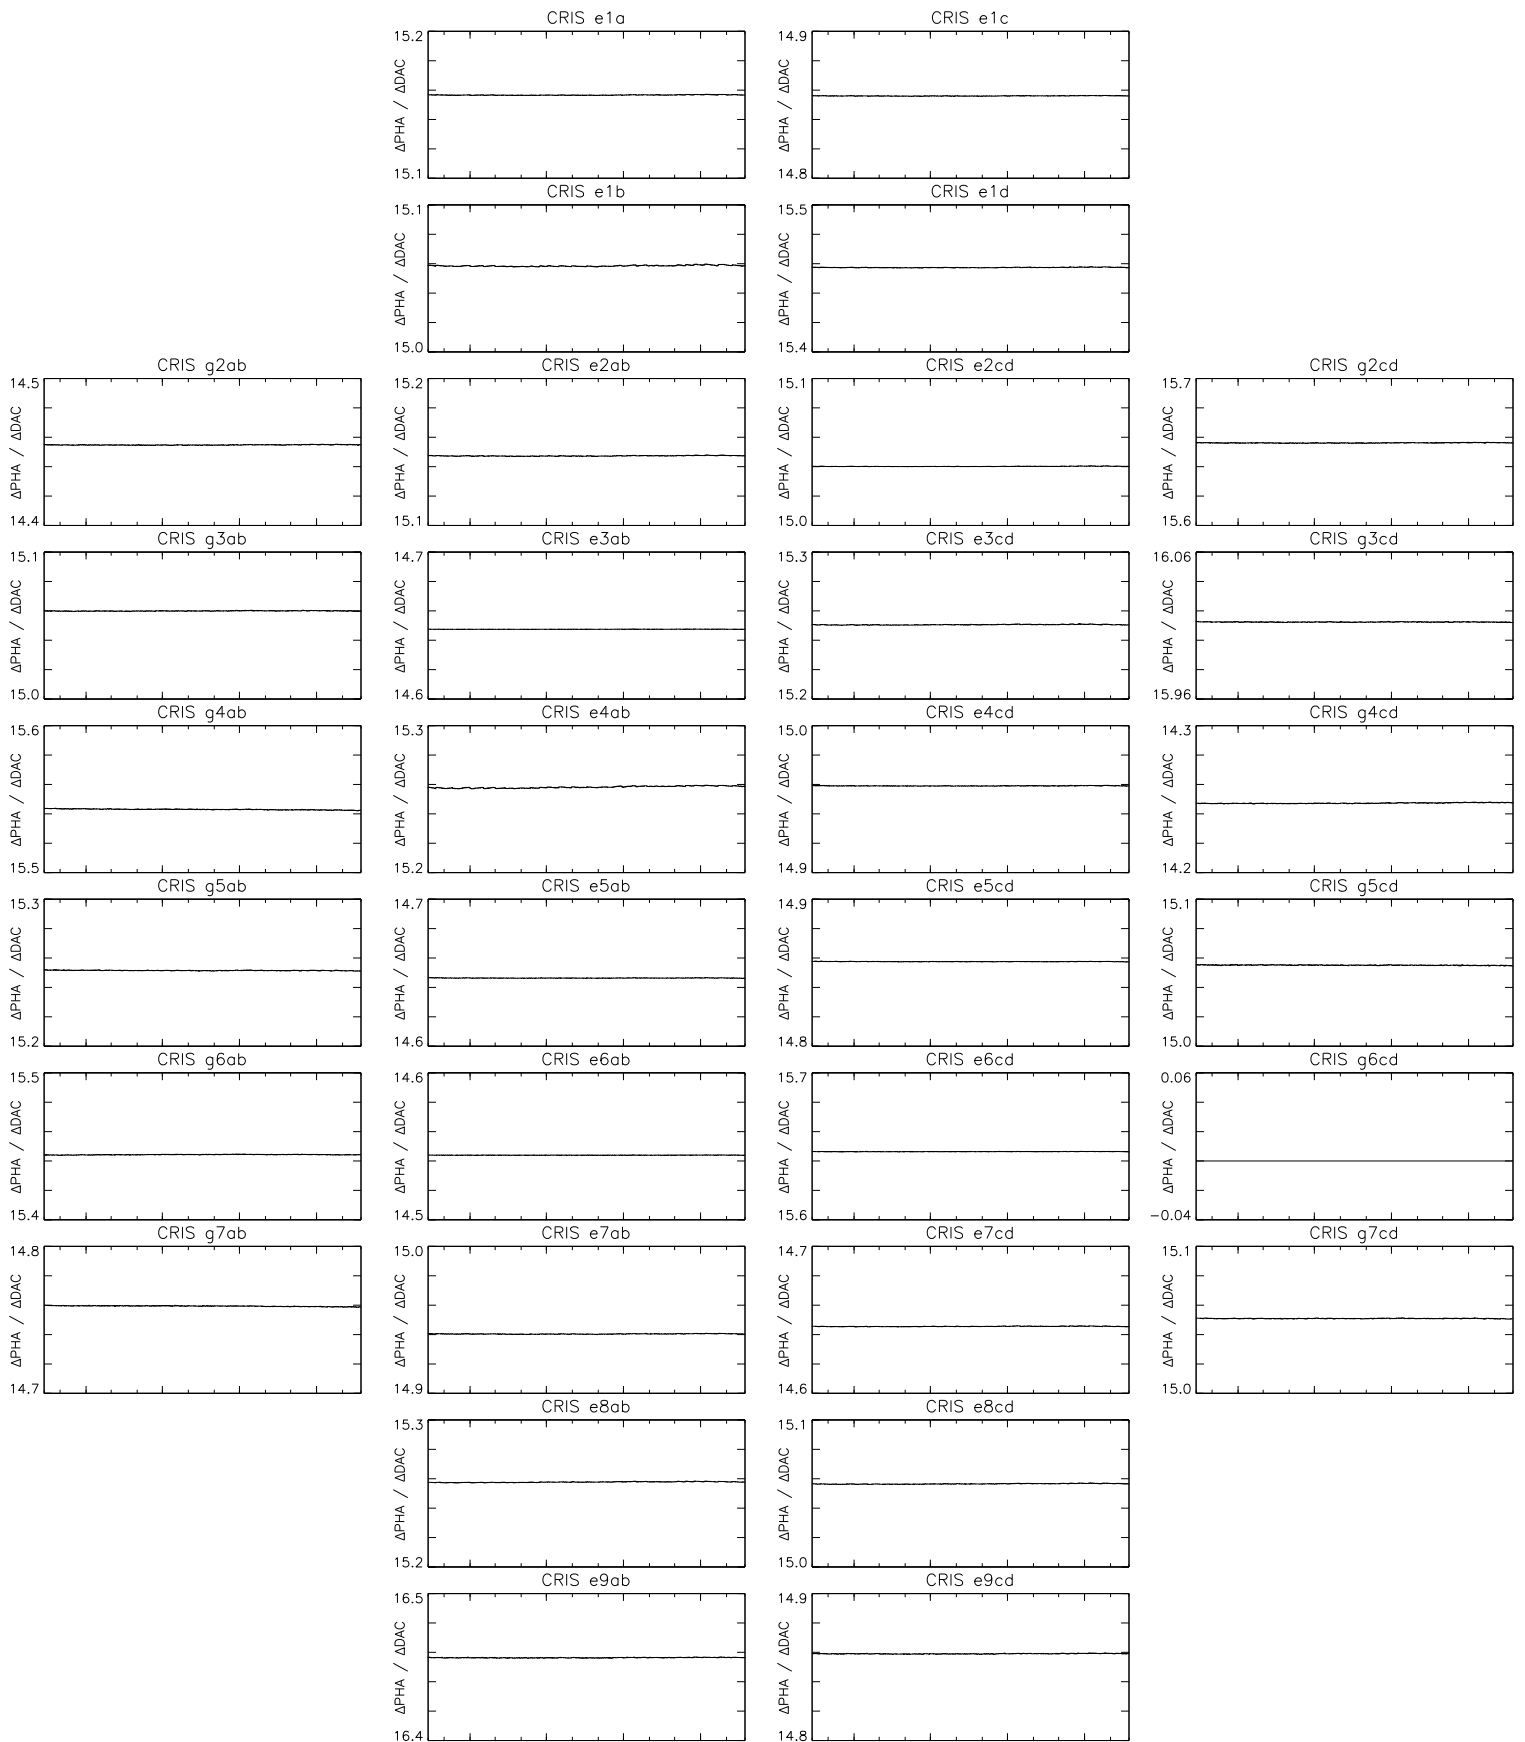 CRIS e1a CRIS e1c
15.2 14.9
ΔPHA / ΔDAC ΔPHA / ΔDAC
15.1 14.8
CRIS e1b CRIS e1d
15.1 15.5
ΔPHA / ΔDAC ΔPHA / ΔDAC
15.0 15.4
CRIS g2ab CRIS e2ab CRIS e2cd CRIS g2cd
14.5 15.2 15.1 15.7
ΔPHA / ΔDAC ΔPHA / ΔDAC ΔPHA / ΔDAC ΔPHA / ΔDAC
14.4 15.1 15.0 15.6
CRIS g3ab CRIS e3ab CRIS e3cd CRIS g3cd
15.1 14.7 15.3 16.06
ΔPHA / ΔDAC ΔPHA / ΔDAC ΔPHA / ΔDAC ΔPHA / ΔDAC
15.0 14.6 15.2 15.96
CRIS g4ab CRIS e4ab CRIS e4cd CRIS g4cd
15.6 15.3 15.0 14.3
ΔPHA / ΔDAC ΔPHA / ΔDAC ΔPHA / ΔDAC ΔPHA / ΔDAC
15.5 15.2 14.9 14.2
CRIS g5ab CRIS e5ab CRIS e5cd CRIS g5cd
15.3 14.7 14.9 15.1
ΔPHA / ΔDAC ΔPHA / ΔDAC ΔPHA / ΔDAC ΔPHA / ΔDAC
15.2 14.6 14.8 15.0
CRIS g6ab CRIS e6ab CRIS e6cd CRIS g6cd
15.5 14.6 15.7 0.06
ΔPHA / ΔDAC ΔPHA / ΔDAC ΔPHA / ΔDAC ΔPHA / ΔDAC
15.4 14.5 15.6 −0.04
CRIS g7ab CRIS e7ab CRIS e7cd CRIS g7cd
14.8 15.0 14.7 15.1
ΔPHA / ΔDAC ΔPHA / ΔDAC ΔPHA / ΔDAC ΔPHA / ΔDAC
14.7 14.9 14.6 15.0
CRIS e8ab CRIS e8cd
15.3 15.1
ΔPHA / ΔDAC ΔPHA / ΔDAC
15.2 15.0
CRIS e9ab CRIS e9cd
16.5 14.9
ΔPHA / ΔDAC ΔPHA / ΔDAC
16.4 14.8